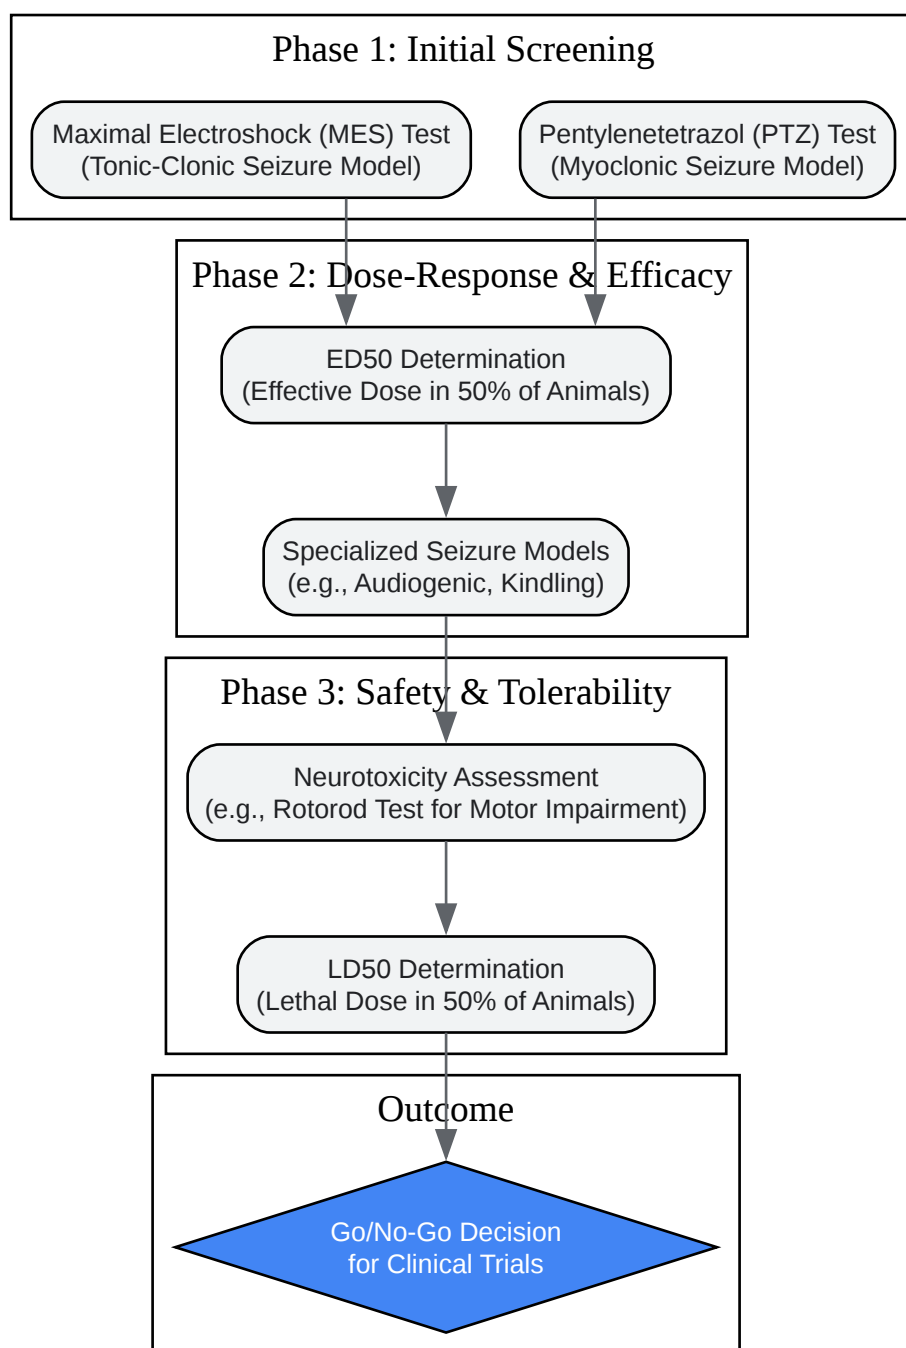 Phase 1: Initial Screening
Maximal Electroshock (MES) Test
(Tonic-Clonic Seizure Model)
Pentylenetetrazol (PTZ) Test
(Myoclonic Seizure Model)
Phase 2: Dose-Response & Efficacy
ED50 Determination
(Effective Dose in 50% of Animals)
Specialized Seizure Models
(e.g., Audiogenic, Kindling)
Phase 3: Safety & Tolerability
Neurotoxicity Assessment
(e.g., Rotorod Test for Motor Impairment)
LD50 Determination
(Lethal Dose in 50% of Animals)
Outcome
Go/No-Go Decision
for Clinical Trials